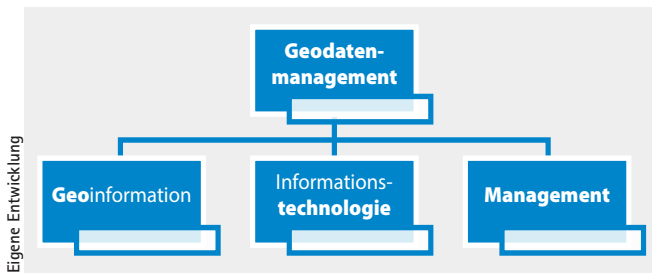 Geodaten-
management
Geoinformation
Informations-
technologie
Management
Eigene Entwicklung